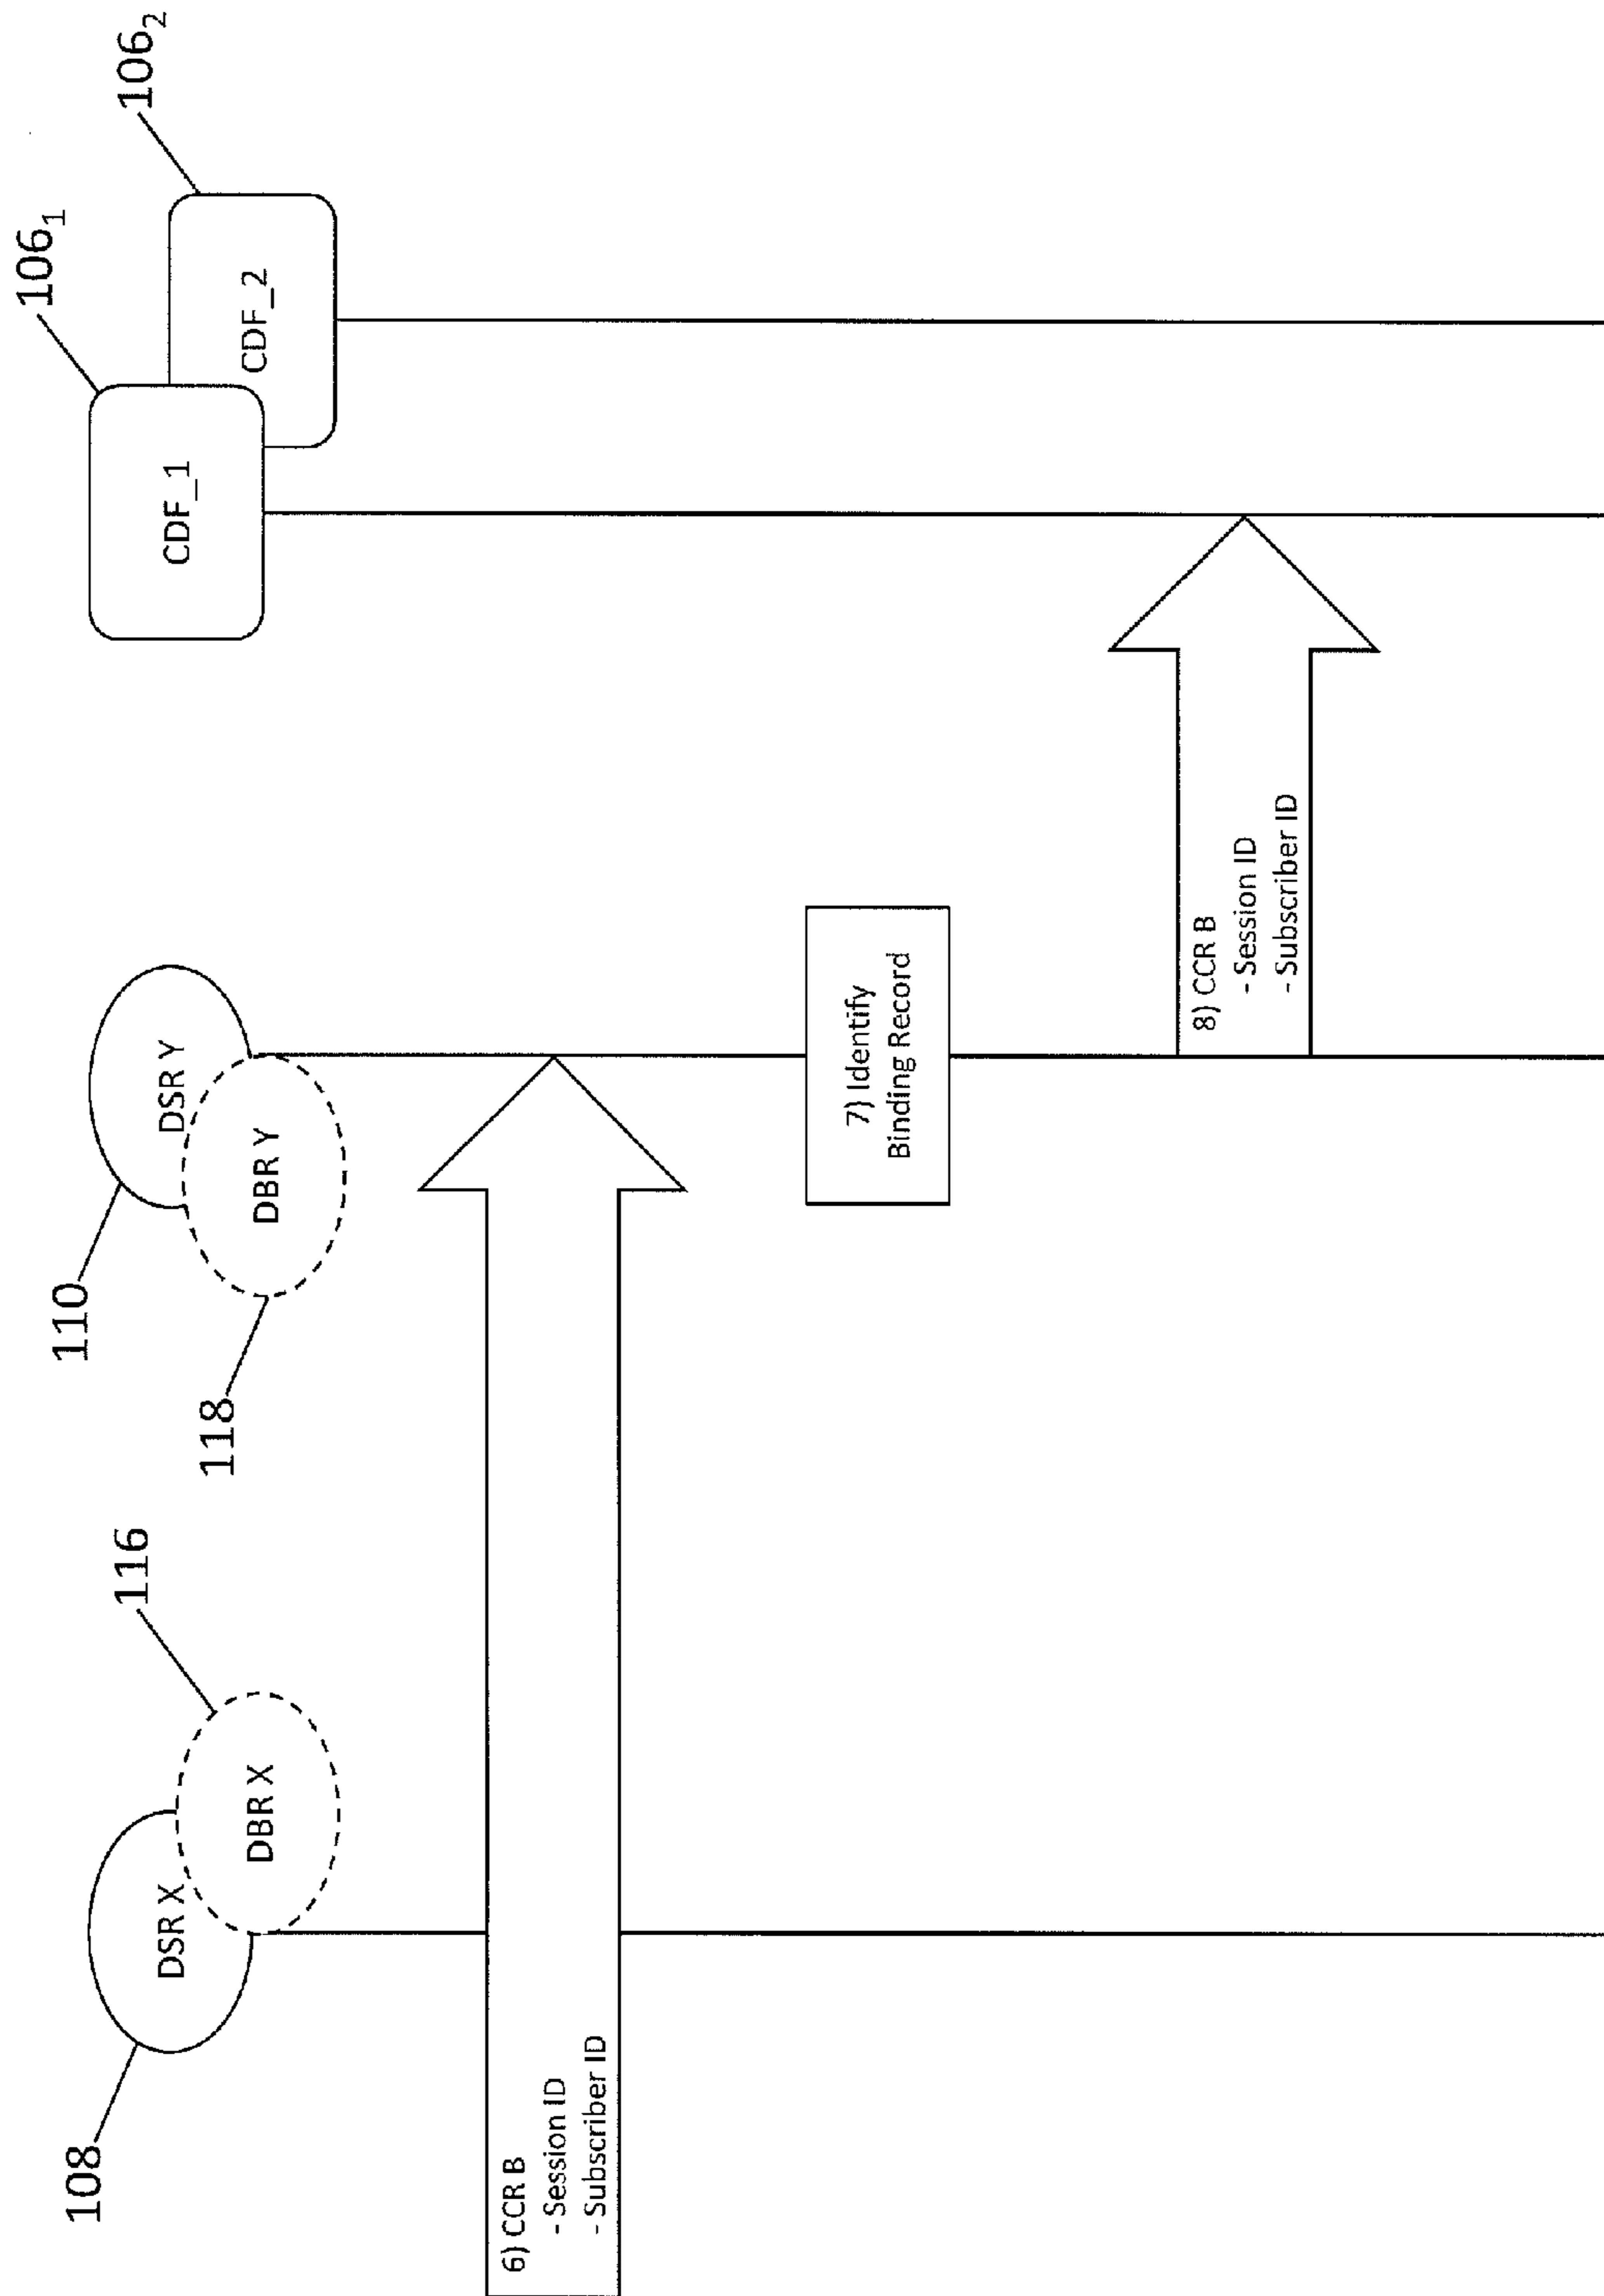 108
DSR X
DBR X
116
110
DSR Y
DBR Y
118
106₁
CDF_1
106₂
CDF_2
6) CCR B
- Session ID
- Subscriber ID
7) Identify
Binding Record
8) CCR B
- Session ID
- Subscriber ID